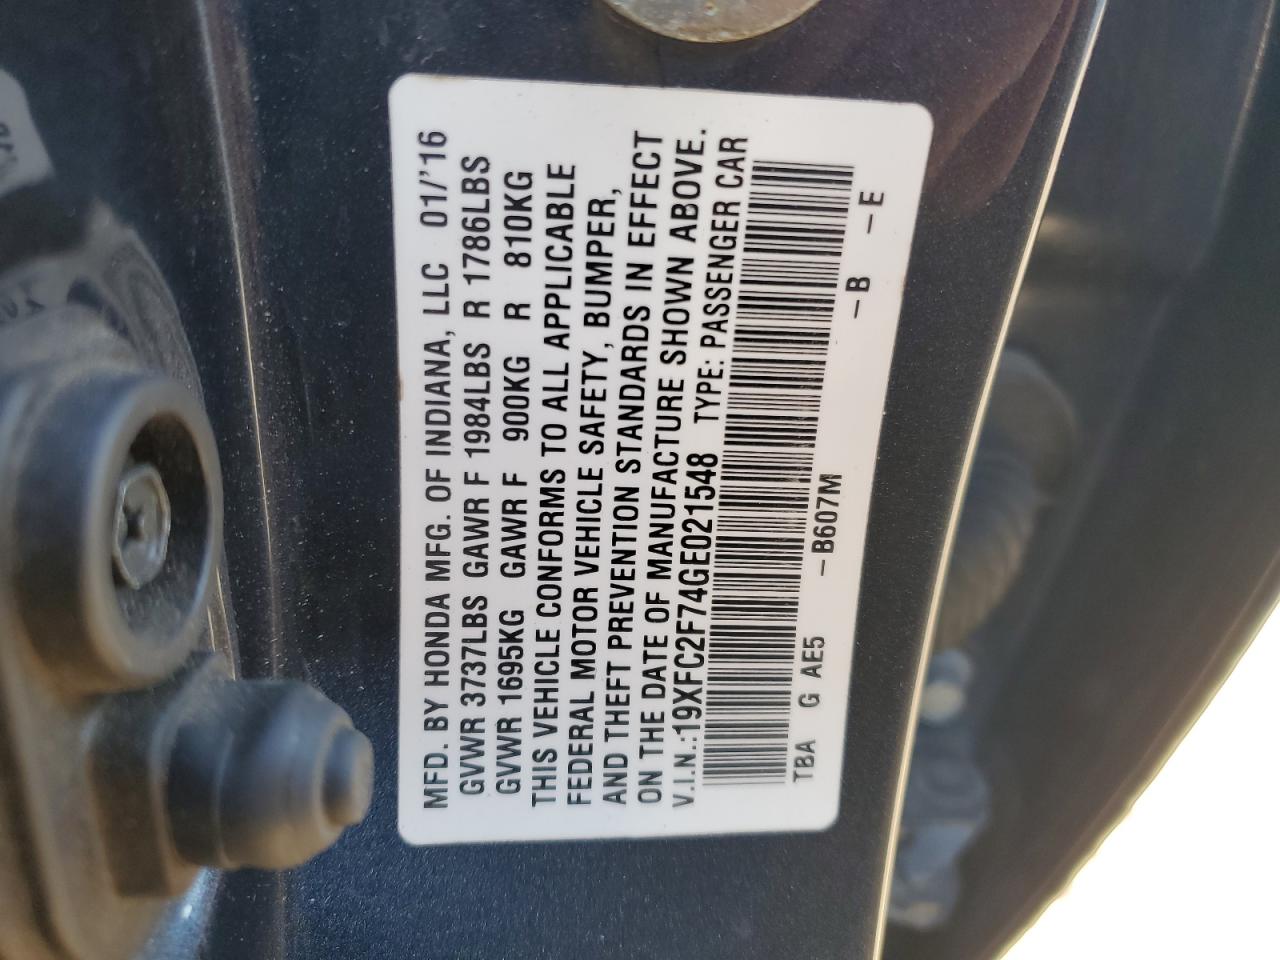 MFD. BY HONDA MFG. OF INDIANA, LLC 01/'16
GVWR 3737LBS GAWR F 1984LBS R 1786LBS
GVWR 1695KG GAWR F 900KG R 810KG
THIS VEHICLE CONFORMS TO ALL APPLICABLE
FEDERAL MOTOR VEHICLE SAFETY, BUMPER,
AND THEFT PREVENTION STANDARDS IN EFFECT
ON THE DATE OF MANUFACTURE SHOWN ABOVE.
V.I.N.:19XFC2F74GE021548 TYPE: PASSENGER CAR
TBA G AE5 -B607M -B -E